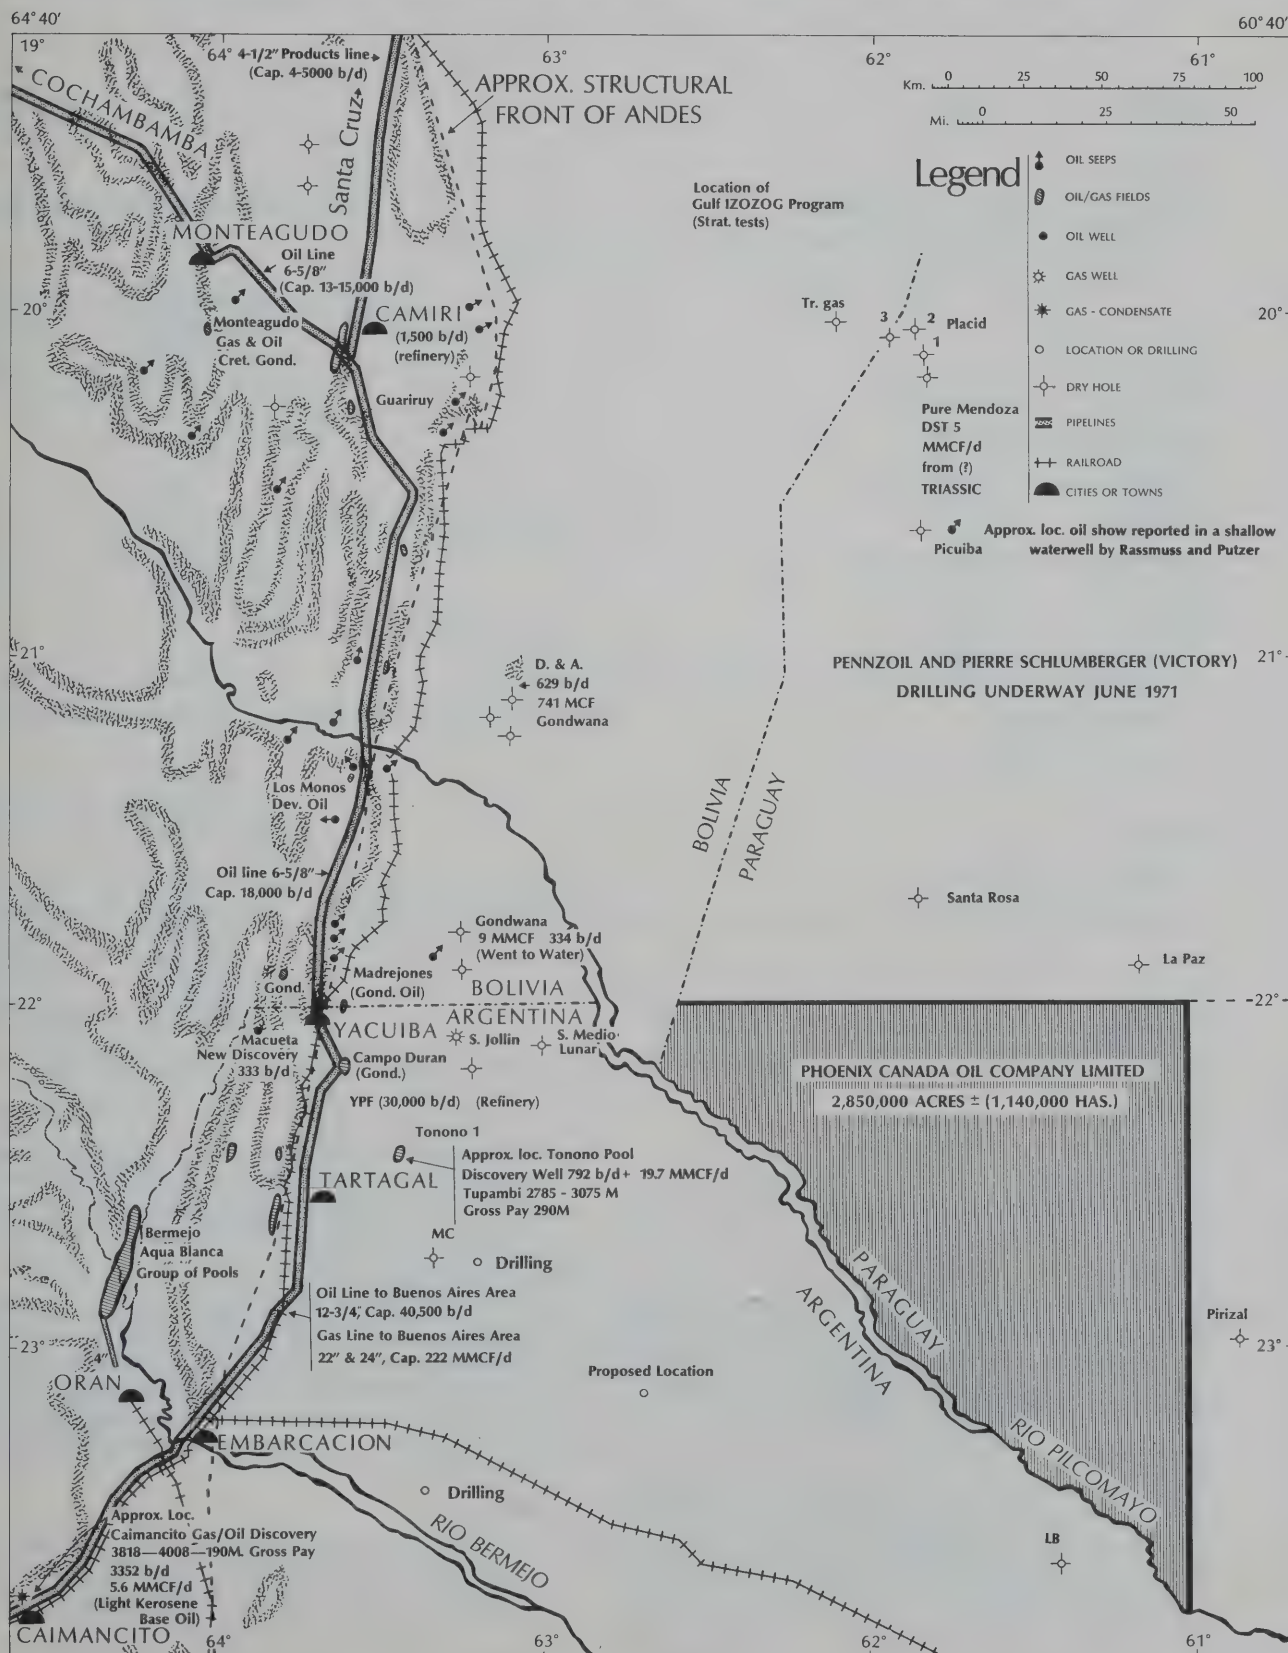 64° 40'
60° 40'
19°
64°
63°
62°
61°
4-1/2" Products line
(Cap. 4-5000 b/d)
COCHAMBAMBA
Santa Cruz
APPROX. STRUCTURAL
FRONT OF ANDES
Km.
0 25 50 75 100
Mi.
0 25 50
Legend
OIL SEEPS
OIL/GAS FIELDS
OIL WELL
GAS WELL
GAS - CONDENSATE
LOCATION OR DRILLING
DRY HOLE
PIPELINES
RAILROAD
CITIES OR TOWNS
Location of
Gulf IZOZOG Program
(Strat. tests)
MONTEAGUDO
Oil Line
6-5/8"
(Cap. 13-15,000 b/d)
20°
20°
CAMIRI
(1,500 b/d)
(refinery)
Monteagudo
Gas & Oil
Cret. Gond.
Guariruy
Tr. gas
3
2
Placid
1
Pure Mendoza
DST 5
MMCF/d
from (?)
TRIASSIC
Picuiba
Approx. loc. oil show reported in a shallow
waterwell by Rassmuss and Putzer
21°
21°
D. & A.
629 b/d
741 MCF
Gondwana
PENNZOIL AND PIERRE SCHLUMBERGER (VICTORY)
DRILLING UNDERWAY JUNE 1971
Los Monos
Dev. Oil
BOLIVIA
PARAGUAY
Oil line 6-5/8"
Cap. 18,000 b/d
Santa Rosa
Gondwana
9 MMCF 334 b/d
(Went to Water)
La Paz
Gond.
Madrejones
(Gond. Oil)
BOLIVIA
22°
22°
ARGENTINA
YACUIBA
S. Jollin
S. Medio
Lunar
Macueta
New Discovery
333 b/d
Campo Duran
(Gond.)
PHOENIX CANADA OIL COMPANY LIMITED
2,850,000 ACRES ± (1,140,000 HAS.)
YPF (30,000 b/d) (Refinery)
Tonono 1
Approx. loc. Tonono Pool
Discovery Well 792 b/d + 19.7 MMCF/d
Tupambi 2785 - 3075 M
Gross Pay 290M
TARTAGAL
Bermejo
Aqua Blanca
Group of Pools
MC
Drilling
PARAGUAY
ARGENTINA
Oil Line to Buenos Aires Area
12-3/4", Cap. 40,500 b/d
Gas Line to Buenos Aires Area
22" & 24", Cap. 222 MMCF/d
Pirizal
23°
23°
4"
ORAN
Proposed Location
EMBARCACION
RIO PILCOMAYO
Drilling
RIO BERMEJO
Approx. Loc.
Caimancito Gas/Oil Discovery
3818—4008—190M. Gross Pay
3352 b/d
5.6 MMCF/d
(Light Kerosene
Base Oil)
LB
CAIMANCITO
64°
63°
62°
61°